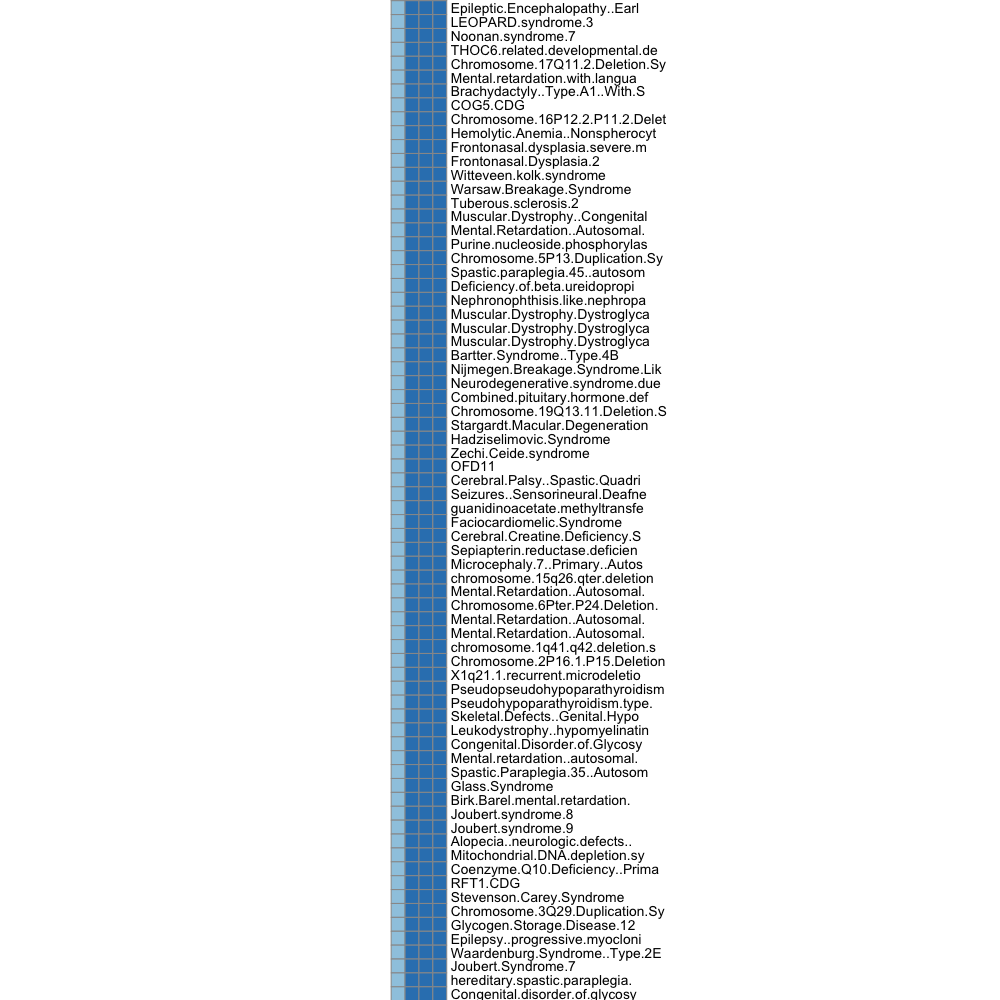 Epileptic.Encephalopathy..Earl
LEOPARD.syndrome.3
Noonan.syndrome.7
THOC6.related.developmental.de
Chromosome.17Q11.2.Deletion.Sy
Mental.retardation.with.langua
Brachydactyly..Type.A1..With.S
COG5.CDG
Chromosome.16P12.2.P11.2.Delet
Hemolytic.Anemia..Nonspherocyt
Frontonasal.dysplasia.severe.m
Frontonasal.Dysplasia.2
Witteveen.kolk.syndrome
Warsaw.Breakage.Syndrome
Tuberous.sclerosis.2
Muscular.Dystrophy..Congenital
Mental.Retardation..Autosomal.
Purine.nucleoside.phosphorylas
Chromosome.5P13.Duplication.Sy
Spastic.paraplegia.45..autosom
Deficiency.of.beta.ureidopropi
Nephronophthisis.like.nephropa
Muscular.Dystrophy.Dystroglyca
Muscular.Dystrophy.Dystroglyca
Muscular.Dystrophy.Dystroglyca
Bartter.Syndrome..Type.4B
Nijmegen.Breakage.Syndrome.Lik
Neurodegenerative.syndrome.due
Combined.pituitary.hormone.def
Chromosome.19Q13.11.Deletion.S
Stargardt.Macular.Degeneration
Hadziselimovic.Syndrome
Zechi.Ceide.syndrome
OFD11
Cerebral.Palsy..Spastic.Quadri
Seizures..Sensorineural.Deafne
guanidinoacetate.methyltransfe
Faciocardiomelic.Syndrome
Cerebral.Creatine.Deficiency.S
Sepiapterin.reductase.deficien
Microcephaly.7..Primary..Autos
chromosome.15q26.qter.deletion
Mental.Retardation..Autosomal.
Chromosome.6Pter.P24.Deletion.
Mental.Retardation..Autosomal.
Mental.Retardation..Autosomal.
chromosome.1q41.q42.deletion.s
Chromosome.2P16.1.P15.Deletion
X1q21.1.recurrent.microdeletio
Pseudopseudohypoparathyroidism
Pseudohypoparathyroidism.type.
Skeletal.Defects..Genital.Hypo
Leukodystrophy..hypomyelinatin
Congenital.Disorder.of.Glycosy
Mental.retardation..autosomal.
Spastic.Paraplegia.35..Autosom
Glass.Syndrome
Birk.Barel.mental.retardation.
Joubert.syndrome.8
Joubert.syndrome.9
Alopecia..neurologic.defects..
Mitochondrial.DNA.depletion.sy
Coenzyme.Q10.Deficiency..Prima
RFT1.CDG
Stevenson.Carey.Syndrome
Chromosome.3Q29.Duplication.Sy
Glycogen.Storage.Disease.12
Epilepsy..progressive.myocloni
Waardenburg.Syndrome..Type.2E
Joubert.Syndrome.7
hereditary.spastic.paraplegia.
Congenital.disorder.of.glycosy